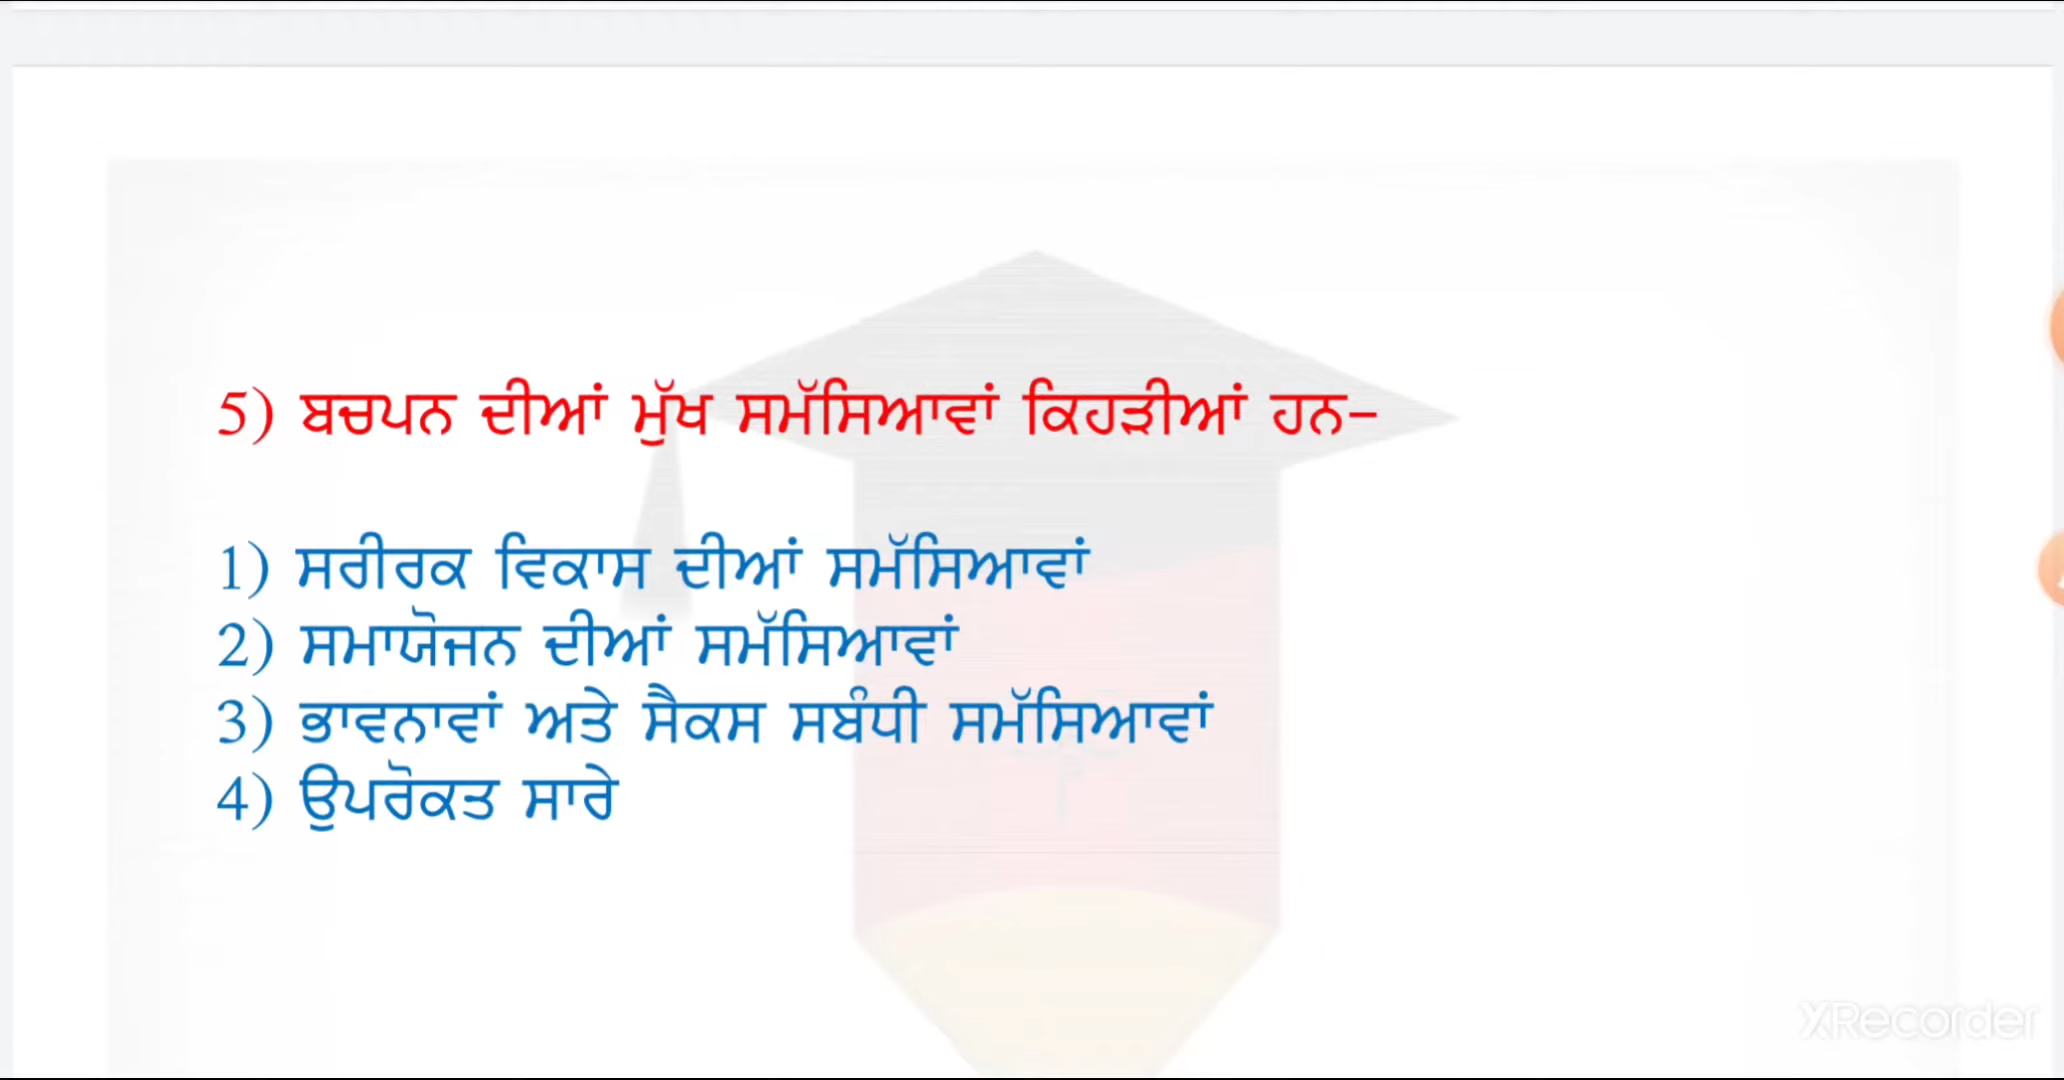 5) ਬਚਪਨ ਦੀਆਂ ਮੁੱਖ ਸਮੱਸਿਆਵਾਂ ਕਿਹੜੀਆਂ ਹਨ-
1) ਸਰੀਰਕ ਵਿਕਾਸ ਦੀਆਂ ਸਮੱਸਿਆਵਾਂ
2) ਸਮਾਯੋਜਨ ਦੀਆਂ ਸਮੱਸਿਆਵਾਂ
3) ਭਾਵਨਾਵਾਂ ਅਤੇ ਸੈਕਸ ਸਬੰਧੀ ਸਮੱਸਿਆਵਾਂ
4) ਉਪਰੋਕਤ ਸਾਰੇ
XRecorder